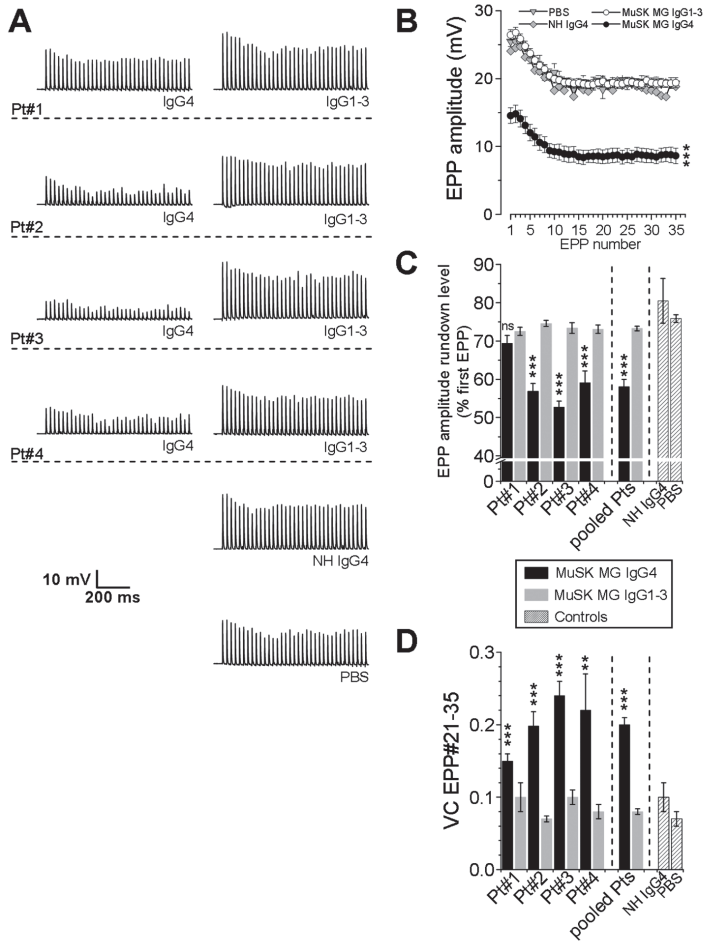 A
IgG4
IgG1-3
Pt#1
IgG4
IgG1-3
Pt#2
IgG4
IgG1-3
Pt#3
IgG4
IgG1-3
Pt#4
NH IgG4
10 mV
200 ms
PBS
B
PBS
MuSK MG IgG1-3
NH IgG4
MuSK MG IgG4
EPP amplitude (mV)
30
20
10
0
***
1 5 10 15 20 25 30 35
EPP number
C
EPP amplitude rundown level
(% first EPP)
90
80
70
60
50
40
0
ns
***
***
***
***
Pt#1
Pt#2
Pt#3
Pt#4
pooled Pts
NH IgG4
PBS
MuSK MG IgG4
MuSK MG IgG1-3
Controls
D
VC EPP#21-35
0.3
0.2
0.1
0.0
***
***
***
**
***
Pt#1
Pt#2
Pt#3
Pt#4
pooled Pts
NH IgG4
PBS